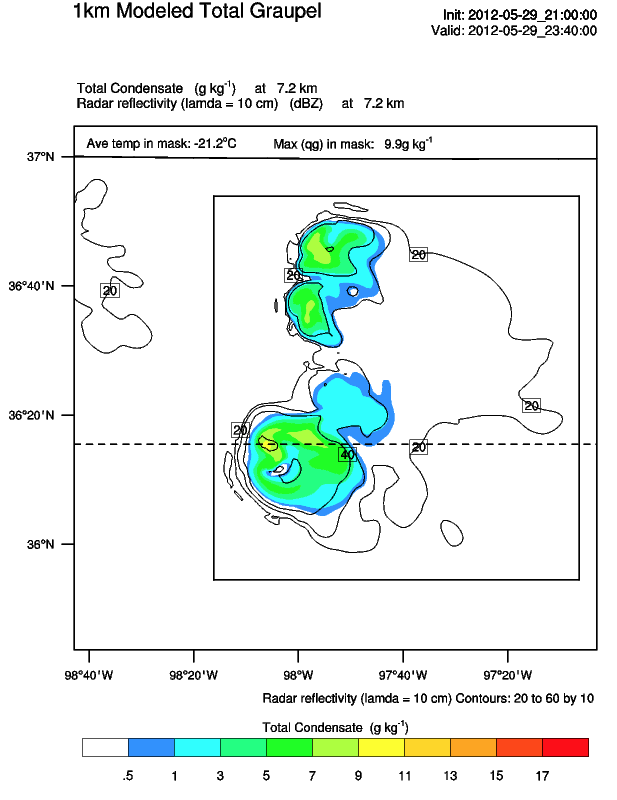 1km Modeled Total Graupel
Init: 2012-05-29_21:00:00
Valid: 2012-05-29_23:40:00
Total Condensate (g kg-1) at 7.2 km
Radar reflectivity (lamda = 10 cm) (dBZ) at 7.2 km
Ave temp in mask: -21.2°C Max (qg) in mask: 9.9g kg-1
37°N
20
20
36°40'N
20
20
36°20'N
20
20
40
36°N
98°40'W 98°20'W 98°W 97°40'W 97°20'W
Radar reflectivity (lamda = 10 cm) Contours: 20 to 60 by 10
Total Condensate (g kg-1)
.5 1 3 5 7 9 11 13 15 17